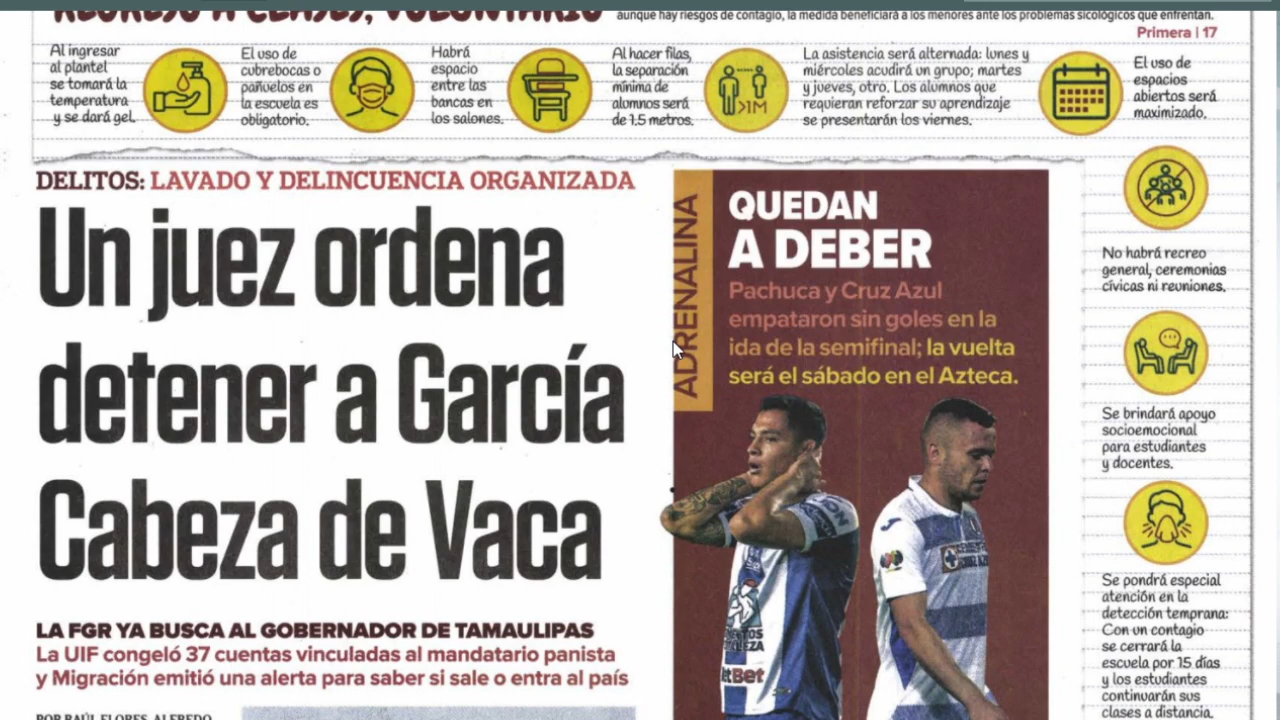 REGRESO A CLASES, VOLUNTARIO
aunque hay riesgos de contagio, la medida beneficiará a los menores ante los problemas sicológicos que enfrentan.
Primera | 17
Al ingresar
al plantel
se tomará la
temperatura
y se dará gel.
El uso de
cubrebocas o
pañuelos en
la escuela es
obligatorio.
Habrá
espacio
entre las
bancas en
los salones.
Al hacer filas,
la separación
mínima de
alumnos será
de 1.5 metros.
>1M
La asistencia será alternada: lunes y
miércoles acudirá un grupo; martes
y jueves, otro. Los alumnos que
requieran reforzar su aprendizaje
se presentarán los viernes.
El uso de
espacios
abiertos será
maximizado.
No habrá recreo
general, ceremonias
cívicas ni reuniones.
Se brindará apoyo
socioemocional
para estudiantes
y docentes.
Se pondrá especial
atención en la
detección temprana:
Con un contagio
se cerrará la
escuela por 15 días
y los estudiantes
continuarán sus
clases a distancia.
DELITOS: LAVADO Y DELINCUENCIA ORGANIZADA
Un juez ordena
detener a García
Cabeza de Vaca
LA FGR YA BUSCA AL GOBERNADOR DE TAMAULIPAS
La UIF congeló 37 cuentas vinculadas al mandatario panista
y Migración emitió una alerta para saber si sale o entra al país
POR RAÚL FLORES, ALFREDO
ADRENALINA
QUEDAN
A DEBER
Pachuca y Cruz Azul
empataron sin goles en la
ida de la semifinal; la vuelta
será el sábado en el Azteca.